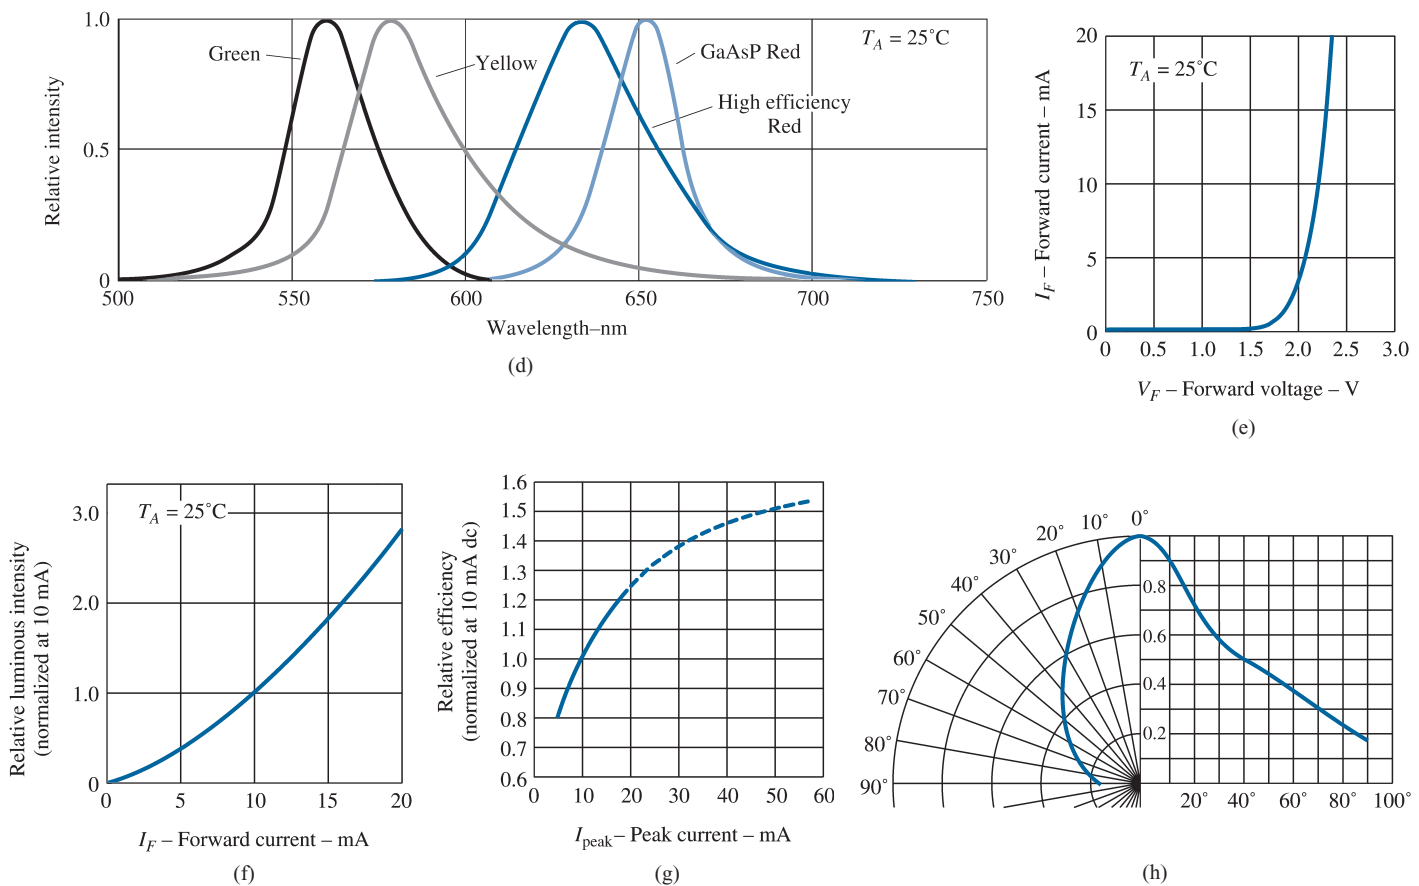 1.0
0.5
0
Relative intensity
Green
Yellow
GaAsP Red
High efficiency
Red
T_A = 25˚C
500 550 600 650 700 750
Wavelength–nm
(d)
20
15
10
5
0
I_F – Forward current – mA
T_A = 25˚C
0 0.5 1.0 1.5 2.0 2.5 3.0
V_F – Forward voltage – V
(e)
3.0
2.0
1.0
0
Relative luminous intensity
(normalized at 10 mA)
T_A = 25˚C
0 5 10 15 20
I_F – Forward current – mA
(f)
1.6
1.5
1.4
1.3
1.2
1.1
1.0
0.9
0.8
0.7
0.6
Relative efficiency
(normalized at 10 mA dc)
0 10 20 30 40 50 60
I_peak– Peak current – mA
(g)
0˚
10˚
20˚
30˚
40˚
50˚
60˚
70˚
80˚
90˚
0.8
0.6
0.4
0.2
20˚ 40˚ 60˚ 80˚ 100˚
(h)